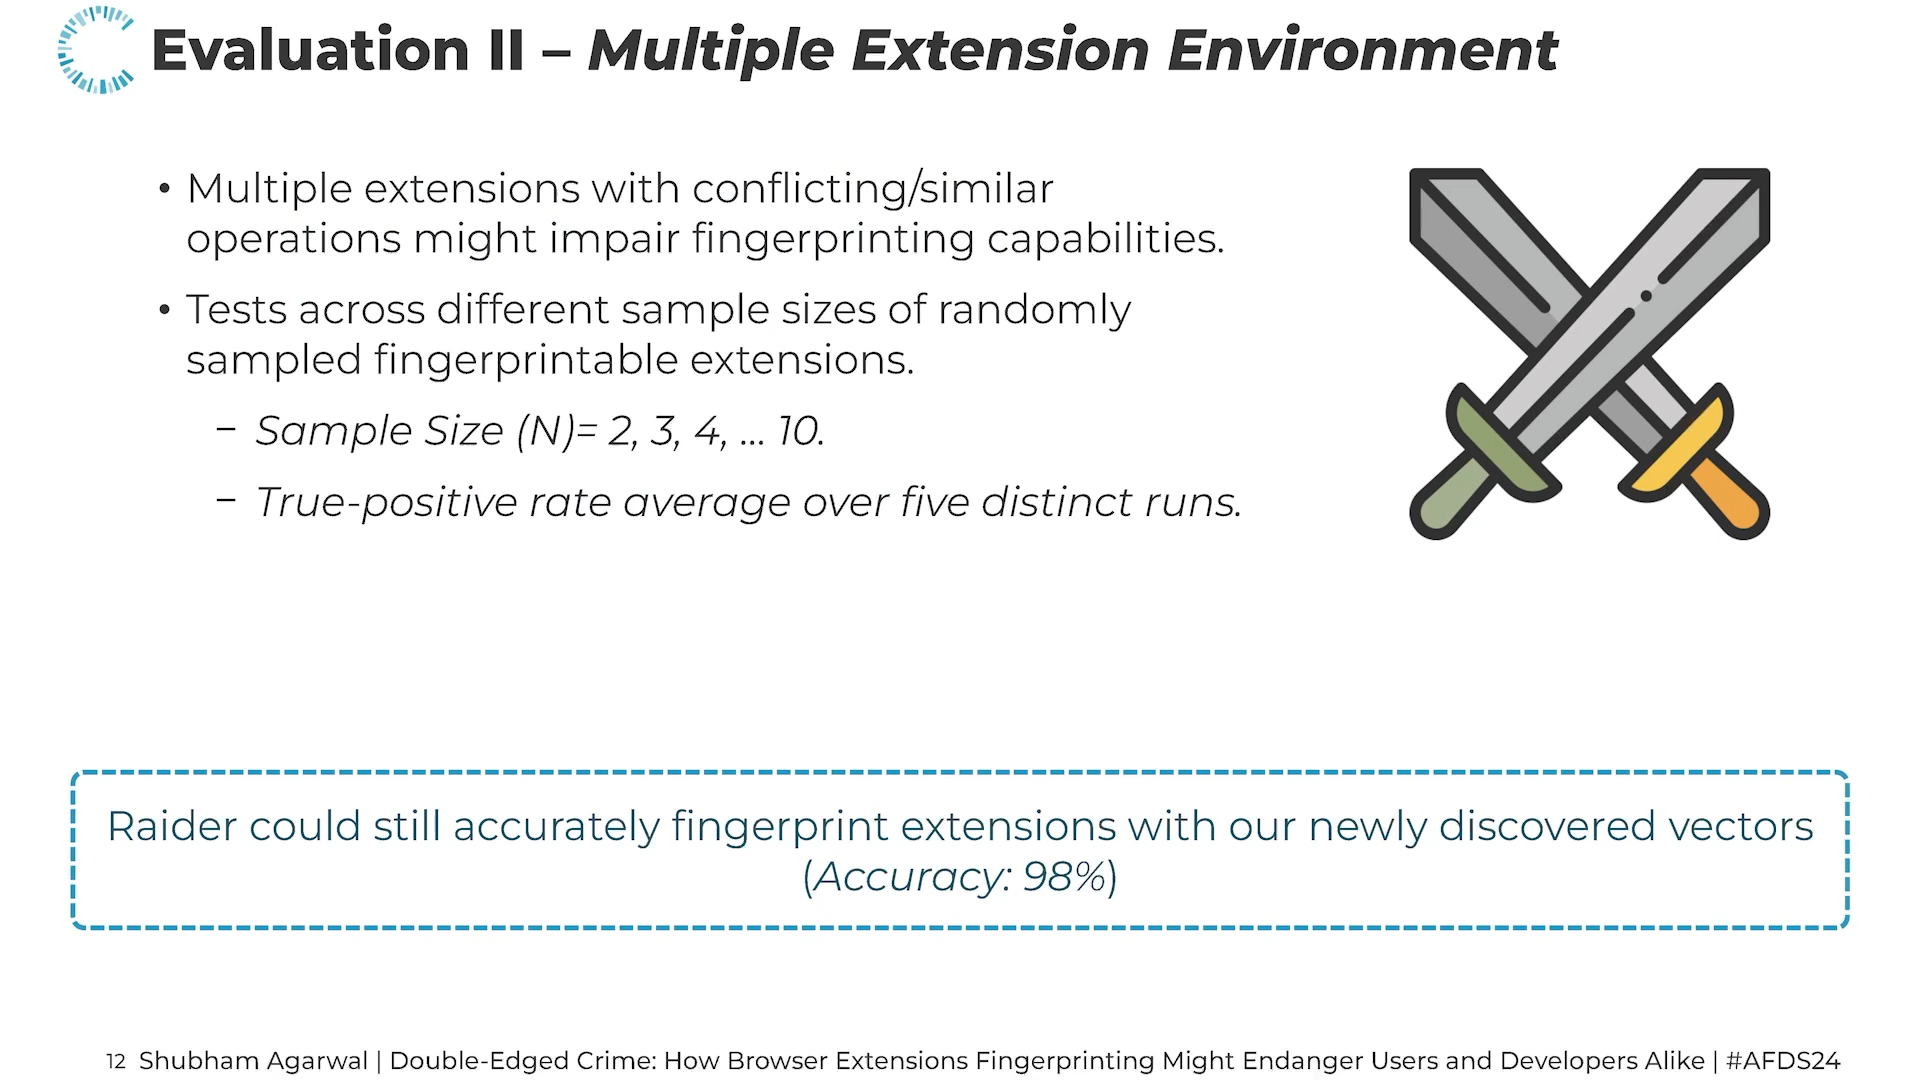 Evaluation II – Multiple Extension Environment
• Multiple extensions with conflicting/similar
operations might impair fingerprinting capabilities.
• Tests across different sample sizes of randomly
sampled fingerprintable extensions.
– Sample Size (N)= 2, 3, 4, ... 10.
– True-positive rate average over five distinct runs.
Raider could still accurately fingerprint extensions with our newly discovered vectors
(Accuracy: 98%)
12 Shubham Agarwal | Double-Edged Crime: How Browser Extensions Fingerprinting Might Endanger Users and Developers Alike | #AFDS24